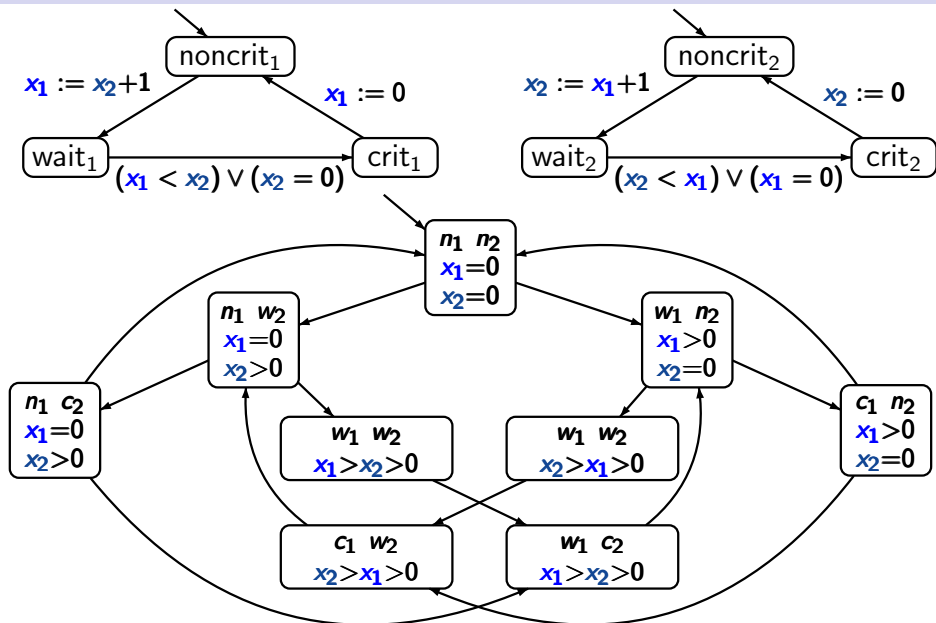 noncrit₁
x₁ := x₂+1
x₁ := 0
wait₁
crit₁
(x₁ < x₂) ∨ (x₂ = 0)
noncrit₂
x₂ := x₁+1
x₂ := 0
wait₂
crit₂
(x₂ < x₁) ∨ (x₁ = 0)
n₁ n₂
x₁=0
x₂=0
n₁ w₂
x₁=0
x₂>0
w₁ n₂
x₁>0
x₂=0
n₁ c₂
x₁=0
x₂>0
w₁ w₂
x₁>x₂>0
w₁ w₂
x₂>x₁>0
c₁ n₂
x₁>0
x₂=0
c₁ w₂
x₂>x₁>0
w₁ c₂
x₁>x₂>0